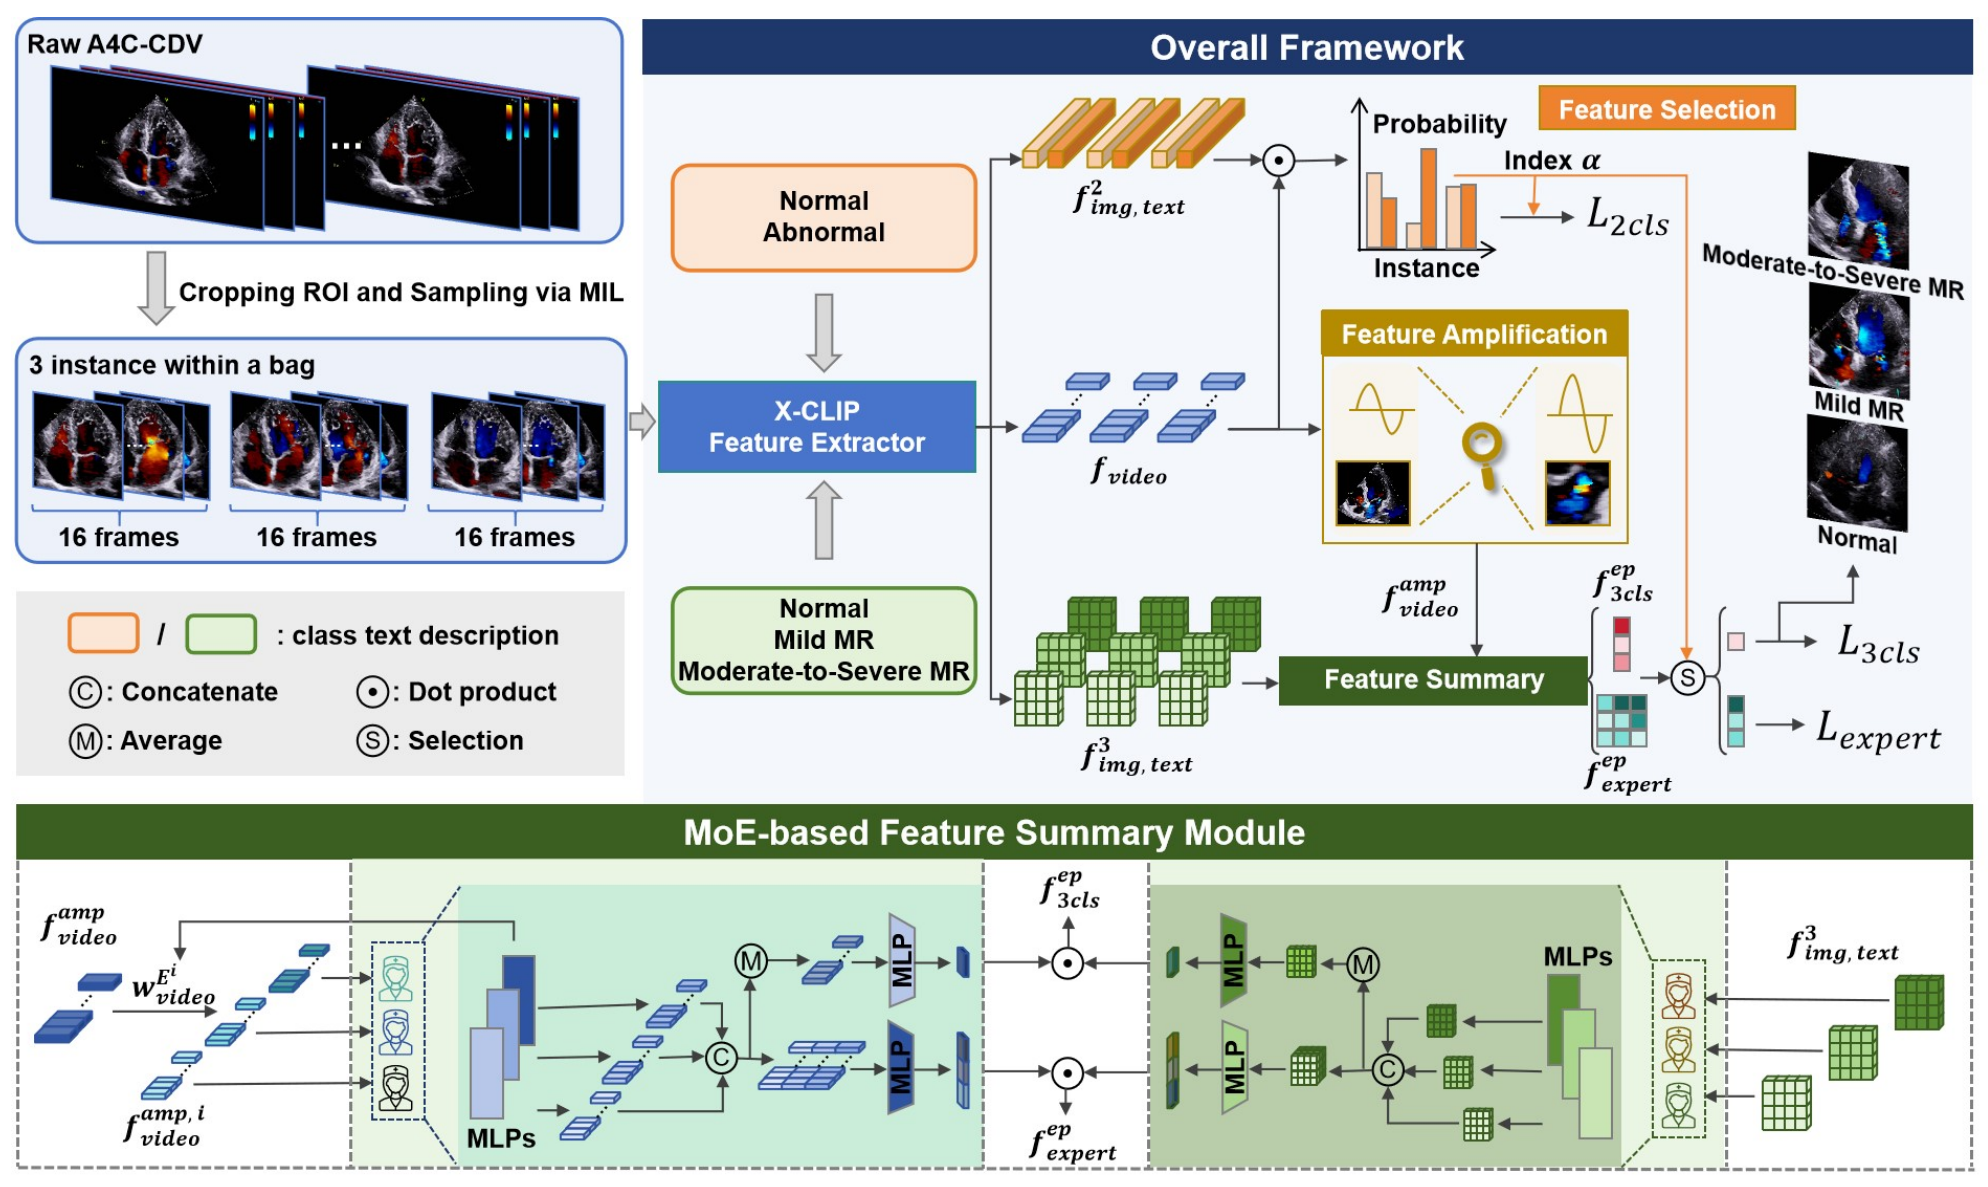 Raw A4C-CDV
...
Cropping ROI and Sampling via MIL
3 instance within a bag
16 frames
16 frames
16 frames
/ : class text description
C : Concatenate
• : Dot product
M : Average
S : Selection
Overall Framework
Normal
Abnormal
X-CLIP
Feature Extractor
Normal
Mild MR
Moderate-to-Severe MR
f^2_{img, text}
f_{video}
f^3_{img, text}
Probability
Instance
Feature Selection
Index α
L_{2cls}
Feature Amplification
f^{amp}_{video}
Feature Summary
f^{ep}_{3cls}
f^{ep}_{expert}
S
L_{3cls}
L_{expert}
Moderate-to-Severe MR
Mild MR
Normal
MoE-based Feature Summary Module
f^{amp}_{video}
w^{E^i}_{video}
f^{amp, i}_{video}
MLPs
C
M
MLP
MLP
f^{ep}_{3cls}
f^{ep}_{expert}
MLP
MLP
M
C
MLPs
f^3_{img, text}